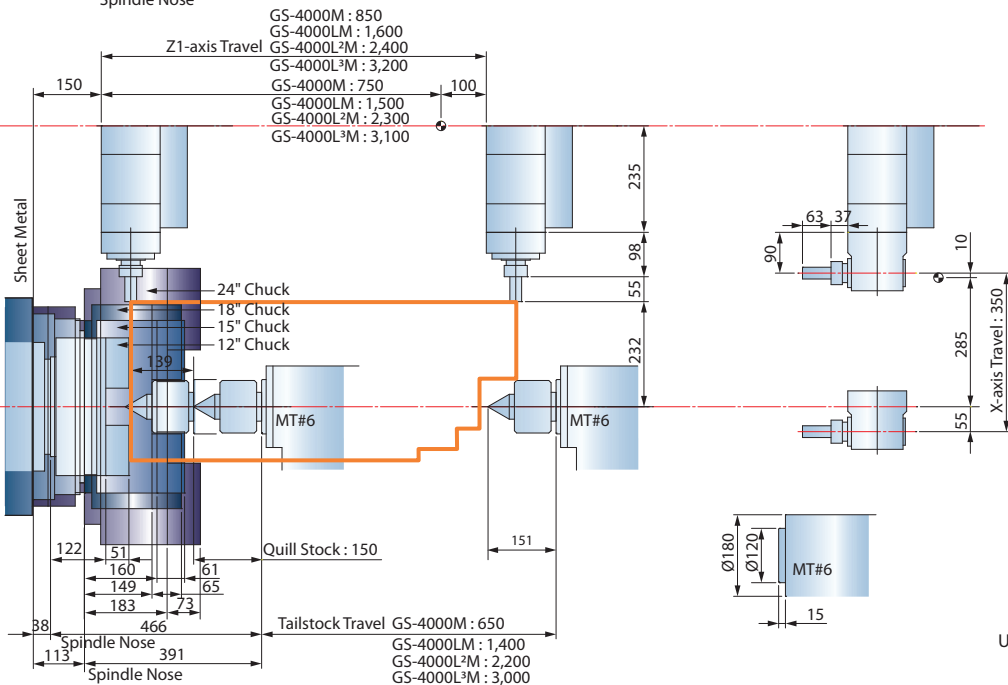 Spindle Nose
GS-4000M : 850
GS-4000LM : 1,600
Z1-axis Travel GS-4000L²M : 2,400
GS-4000L³M : 3,200
150
GS-4000M : 750
100
GS-4000LM : 1,500
GS-4000L²M : 2,300
GS-4000L³M : 3,100
Sheet Metal
235
98
55
232
63
37
90
10
285
55
X-axis Travel : 350
24" Chuck
18" Chuck
15" Chuck
12" Chuck
139
MT#6
MT#6
122
51
Quill Stock : 150
151
160
61
149
65
183
73
Ø180
Ø120
MT#6
15
38
466
Tailstock Travel GS-4000M : 650
Spindle Nose
GS-4000LM : 1,400
113
391
GS-4000L²M : 2,200
Spindle Nose
GS-4000L³M : 3,000
U